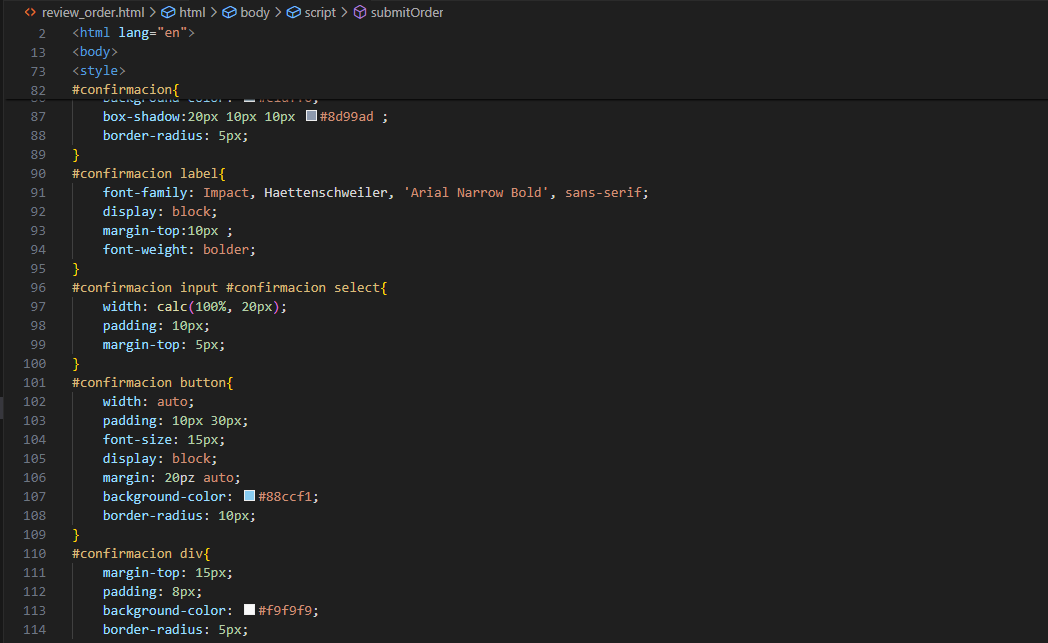 review_order.html > html > body > script > submitOrder
2 <html lang="en">
13 <body>
73 <style>
82 #confirmacion{
87 box-shadow:20px 10px 10px #8d99ad ;
88 border-radius: 5px;
89 }
90 #confirmacion label{
91 font-family: Impact, Haettenschweiler, 'Arial Narrow Bold', sans-serif;
92 display: block;
93 margin-top:10px ;
94 font-weight: bolder;
95 }
96 #confirmacion input #confirmacion select{
97 width: calc(100%, 20px);
98 padding: 10px;
99 margin-top: 5px;
100 }
101 #confirmacion button{
102 width: auto;
103 padding: 10px 30px;
104 font-size: 15px;
105 display: block;
106 margin: 20pz auto;
107 background-color: #88ccf1;
108 border-radius: 10px;
109 }
110 #confirmacion div{
111 margin-top: 15px;
112 padding: 8px;
113 background-color: #f9f9f9;
114 border-radius: 5px;